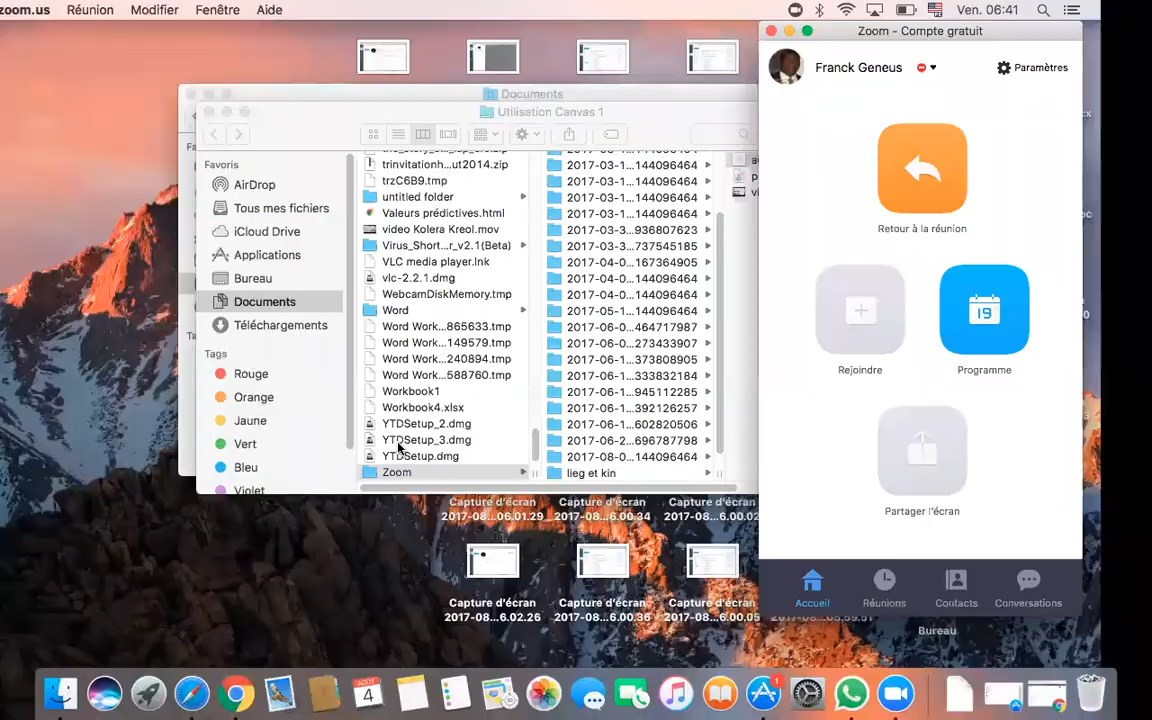 zoom.us Réunion Modifier Fenêtre Aide Ven. 06:41
Documents
Utilisation Canvas 1
Favoris
AirDrop
Tous mes fichiers
iCloud Drive
Applications
Bureau
Documents
Téléchargements
Tags
Rouge
Orange
Jaune
Vert
Bleu
Violet
trinvitationh...ut2014.zip
trzC6B9.tmp
untitled folder
Valeurs prédictives.html
video Kolera Kreol.mov
Virus_Short...r_v2.1(Beta)
VLC media player.lnk
vlc-2.2.1.dmg
WebcamDiskMemory.tmp
Word
Word Work...865633.tmp
Word Work...149579.tmp
Word Work...240894.tmp
Word Work...588760.tmp
Workbook1
Workbook4.xlsx
YTDSetup_2.dmg
YTDSetup_3.dmg
YTDSetup.dmg
Zoom
2017-03-1...144096464
2017-03-1...144096464
2017-03-1...144096464
2017-03-1...144096464
2017-03-3...936807623
2017-03-3...737545185
2017-04-0...167364905
2017-04-0...144096464
2017-04-0...144096464
2017-05-1...144096464
2017-06-0...464717987
2017-06-0...273433907
2017-06-1...373808905
2017-06-1...333832184
2017-06-1...945112285
2017-06-1...392126257
2017-06-1...602820506
2017-06-2...696787798
2017-08-0...144096464
lieg et kin
Capture d'écran
2017-08...6.01.29
Capture d'écran
2017-08...6.00.34
Capture d'écran
2017-08...6.00.02
Capture d'écran
2017-08...6.02.26
Capture d'écran
2017-08...6.00.36
Capture d'écran
2017-08...6.00.05
Zoom - Compte gratuit
Franck Geneus
Paramètres
Retour à la réunion
Rejoindre
19
Programme
Partager l'écran
Accueil
Réunions
Contacts
Conversations
Bureau
AOÛT
4
1